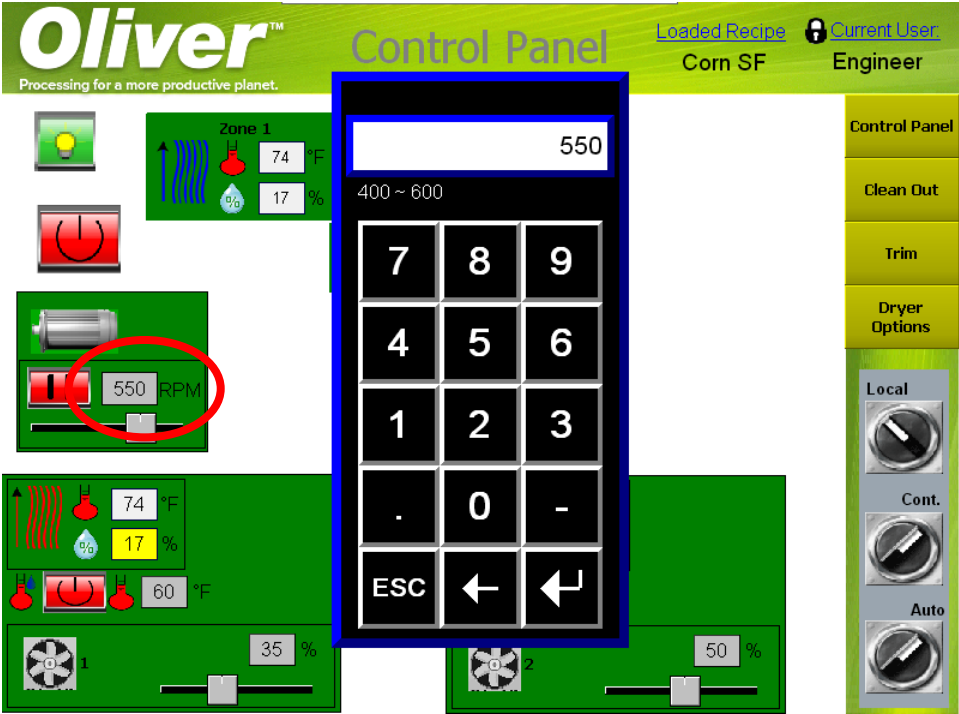 Oliver™
Processing for a more productive planet.
Control Panel
Loaded Recipe
Corn SF
Current User:
Engineer
Control Panel
Clean Out
Trim
Dryer
Options
Zone 1
74 °F
% 17 %
550
400 ~ 600
7 8 9
4 5 6
1 2 3
. 0 -
ESC
550 RPM
74 °F
% 17 %
60 °F
1 35 %
2 50 %
Local
Cont.
Auto